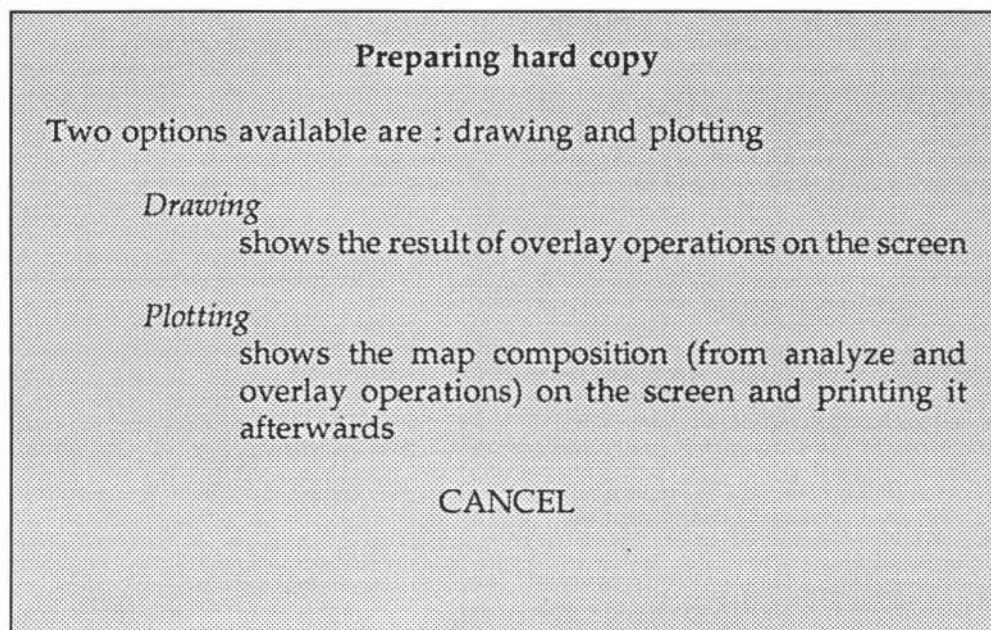 Preparing hard copy
Two options available are : drawing and plotting
Drawing
shows the result of overlay operations on the screen
Plotting
shows the map composition (from analyze and
overlay operations) on the screen and printing it
afterwards
CANCEL